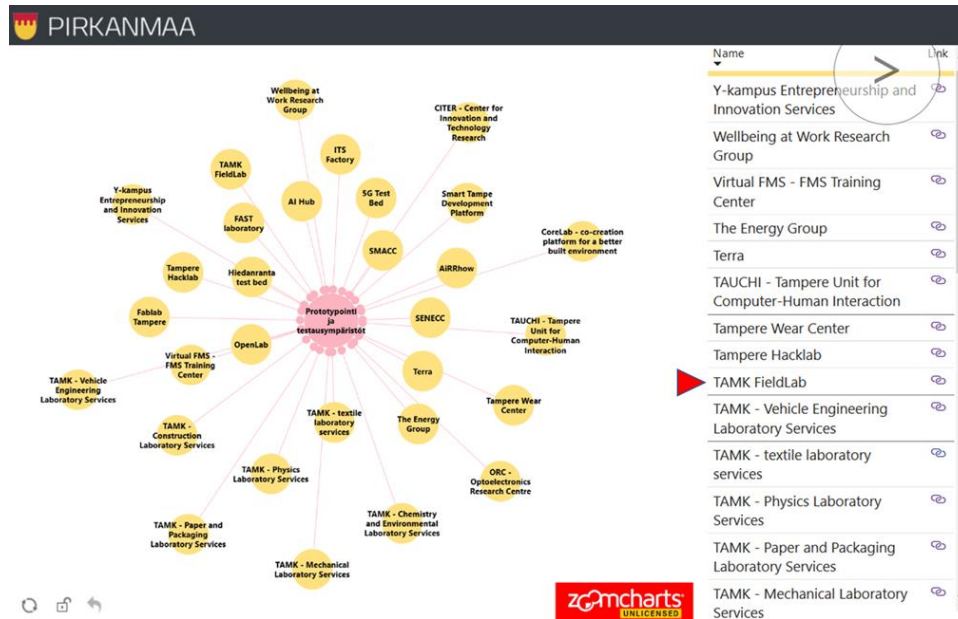 PIRKANMAA
Wellbeing at
Work Research
Group
CITER - Center for
Innovation and
Technology
Research
ITS
Factory
TAMK
FieldLab
AI Hub
5G Test
Bed
Smart Tampe
Development
Platform
Y-kampus
Entrepreneurship
and Innovation
Services
FAST
laboratory
SMACC
CoreLab - co-creation
platform for a better
built environment
Tampere
Hacklab
Hiedanranta
test bed
AiRRhow
Prototypointi
ja
testausympäristöt
Fablab
Tampere
SENECC
TAUCHI - Tampere
Unit for
Computer-Human
Interaction
OpenLab
Virtual FMS -
FMS Training
Center
Terra
TAMK - Vehicle
Engineering
Laboratory Services
Tampere Wear
Center
TAMK - textile
laboratory
services
The Energy
Group
TAMK -
Construction
Laboratory Services
TAMK - Physics
Laboratory Services
ORC -
Optoelectronics
Research Centre
TAMK - Paper and
Packaging
Laboratory Services
TAMK - Chemistry
and Environmental
Laboratory Services
TAMK - Mechanical
Laboratory Services
zoomcharts
UNLICENSED
Name Link
>
Y-kampus Entrepreneurship and
Innovation Services
Wellbeing at Work Research
Group
Virtual FMS - FMS Training
Center
The Energy Group
Terra
TAUCHI - Tampere Unit for
Computer-Human Interaction
Tampere Wear Center
Tampere Hacklab
TAMK FieldLab
TAMK - Vehicle Engineering
Laboratory Services
TAMK - textile laboratory
services
TAMK - Physics Laboratory
Services
TAMK - Paper and Packaging
Laboratory Services
TAMK - Mechanical Laboratory
Services